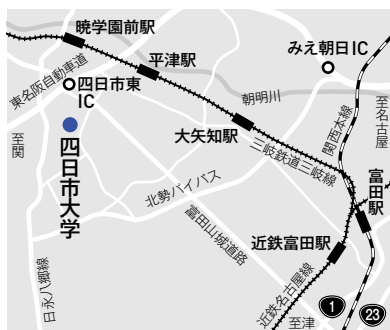 暁学園前駅
平津駅
みえ朝日IC
東名阪自動車道
四日市東
IC
朝明川
至名古屋
至関
大矢知駅
関西本線
三岐鉄道三岐線
四日市大学
北勢バイパス
富田駅
富田山城道路
近鉄富田駅
日永八郷線
近鉄名古屋線
1
23
至津